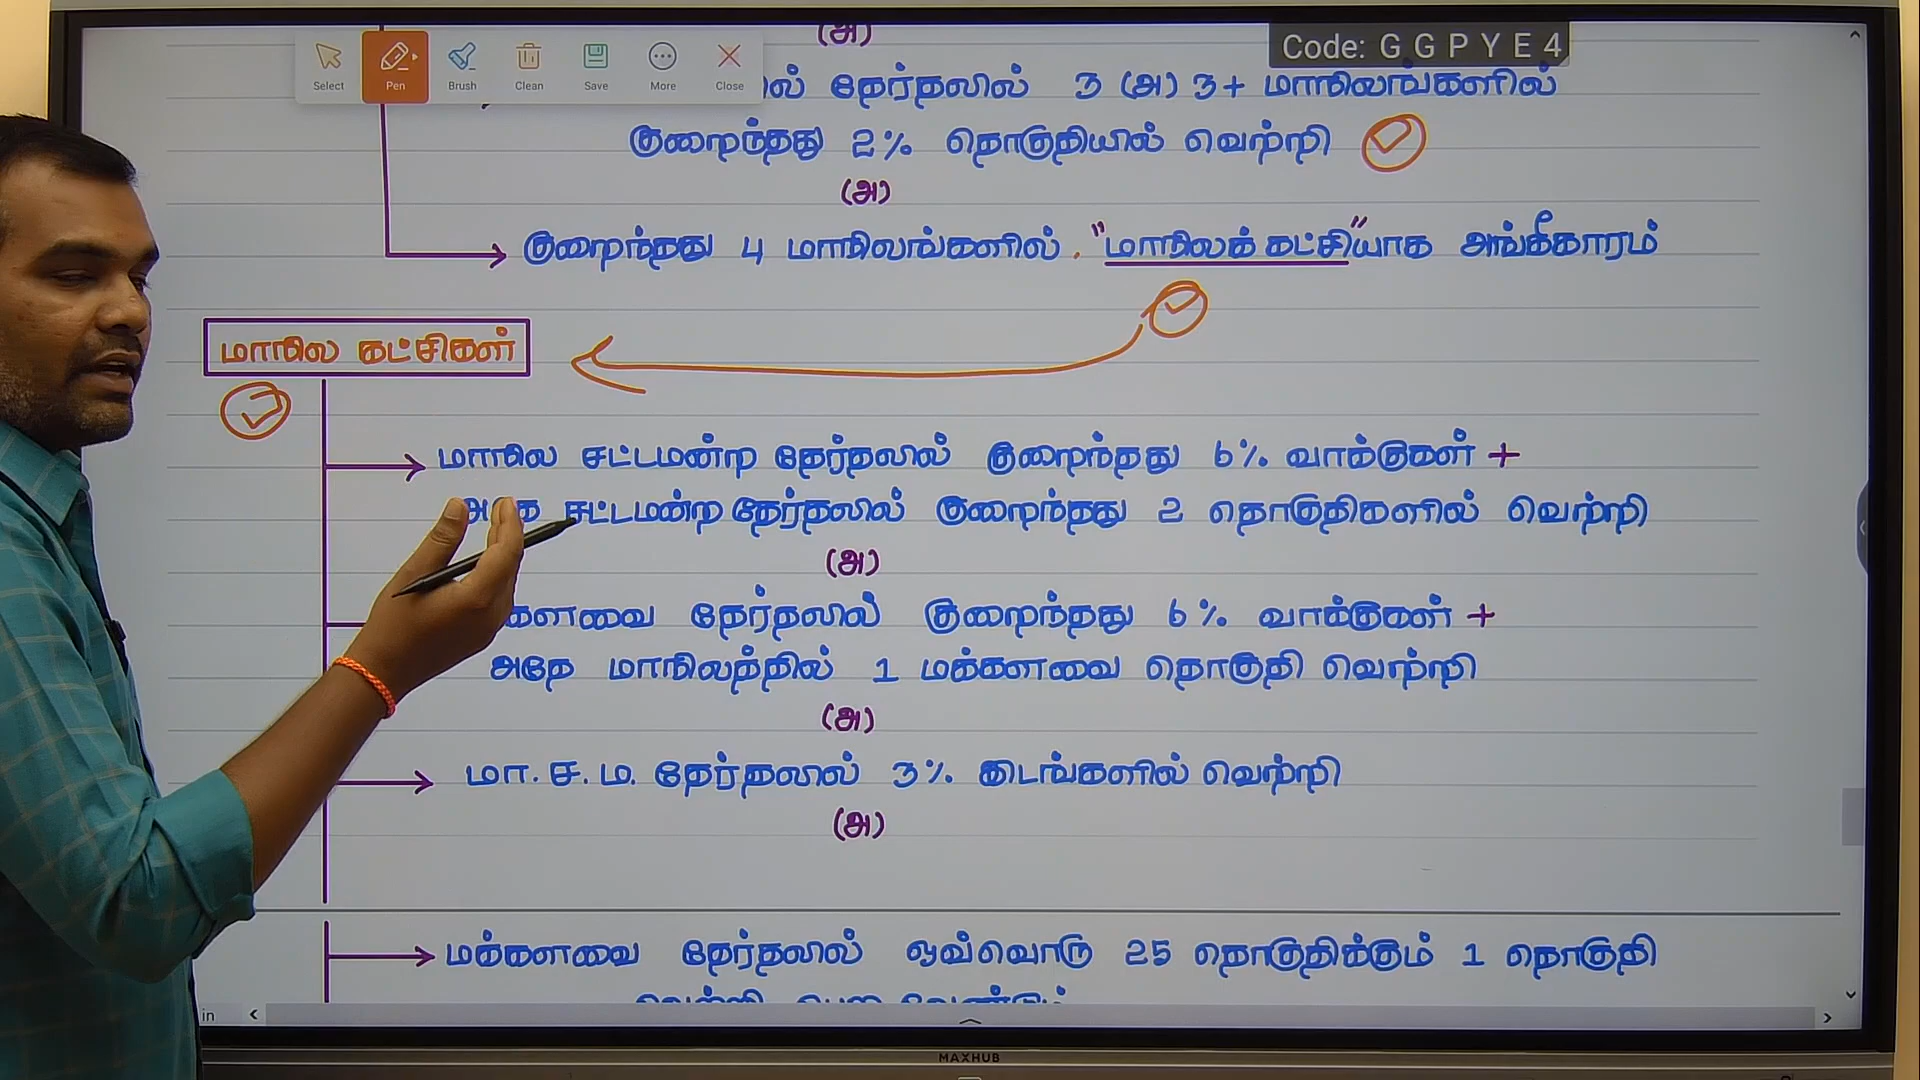 (அ)
Code: G G P Y E 4
Select Pen Brush Clean Save More Close
தேர்தலில் 3 (அ) 3+ மாநிலங்களில்
குறைந்தது 2% தொகுதியில் வெற்றி
(அ)
குறைந்தது 4 மாநிலங்களில். "மாநிலக் கட்சி"யாக அங்கீகாரம்
மாநில கட்சிகள்
மாநில சட்டமன்ற தேர்தலில் குறைந்தது 6% வாக்குகள் +
அதே சட்டமன்ற தேர்தலில் குறைந்தது 2 தொகுதிகளில் வெற்றி
(அ)
தேர்தலில் குறைந்தது 6% வாக்குகள் +
அதே மாநிலத்தில் 1 மக்களவை தொகுதி வெற்றி
(அ)
மா.ச.ம. தேர்தலில் 3% இடங்களில் வெற்றி
(அ)
மக்களவை தேர்தலில் ஒவ்வொரு 25 தொகுதிக்கும் 1 தொகுதி
in
MAXHUB